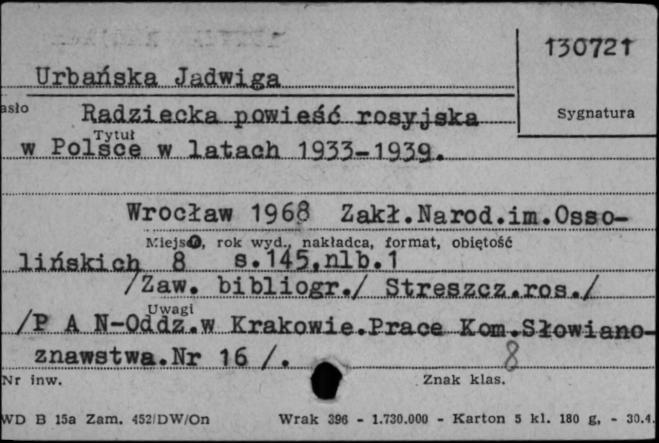 130721
Urbańska Jadwiga
asło
Radziecka powieść rosyjska
Sygnatura
Tytuł
w Polsce w latach 1933-1939.
Wrocław 1968 Zakł.Narod.im.Osso-
Miejsce, rok wyd., nakładca, format, objętość
lińskich 8 s.145,nlb.1
/Zaw. bibliogr./ Streszcz.ros./
Uwagi
/P A N-Oddz.w Krakowie.Prace Kom.Słowiano-
znawstwa.Nr 16 /.
8
Nr inw.
Znak klas.
WD B 15a Zam. 452/DW/On
Wrak 396 - 1.730.000 - Karton 5 kl. 180 g, - 30.4.